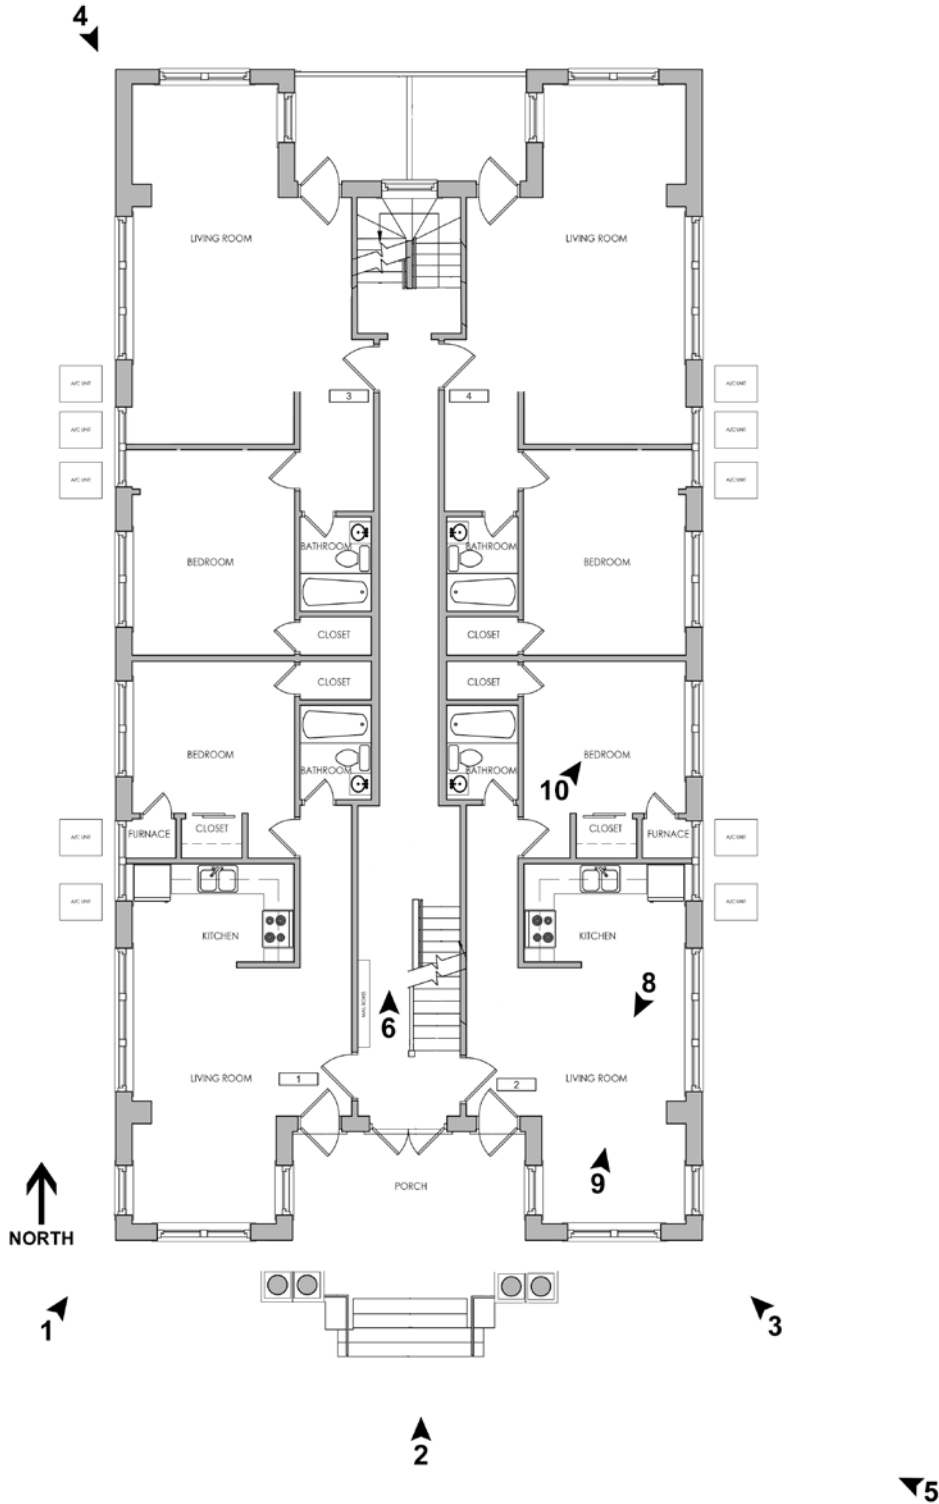 4
LIVING ROOM
LIVING ROOM
3
4
A/C UNIT
A/C UNIT
A/C UNIT
A/C UNIT
A/C UNIT
A/C UNIT
BATHROOM
BATHROOM
BEDROOM
BEDROOM
CLOSET
CLOSET
CLOSET
CLOSET
BEDROOM
BEDROOM
BATHROOM
BATHROOM
10
FURNACE
CLOSET
CLOSET
FURNACE
A/C UNIT
A/C UNIT
A/C UNIT
A/C UNIT
KITCHEN
KITCHEN
8
MAILBOXES
6
LIVING ROOM
LIVING ROOM
1
2
9
PORCH
NORTH
1
3
2
5